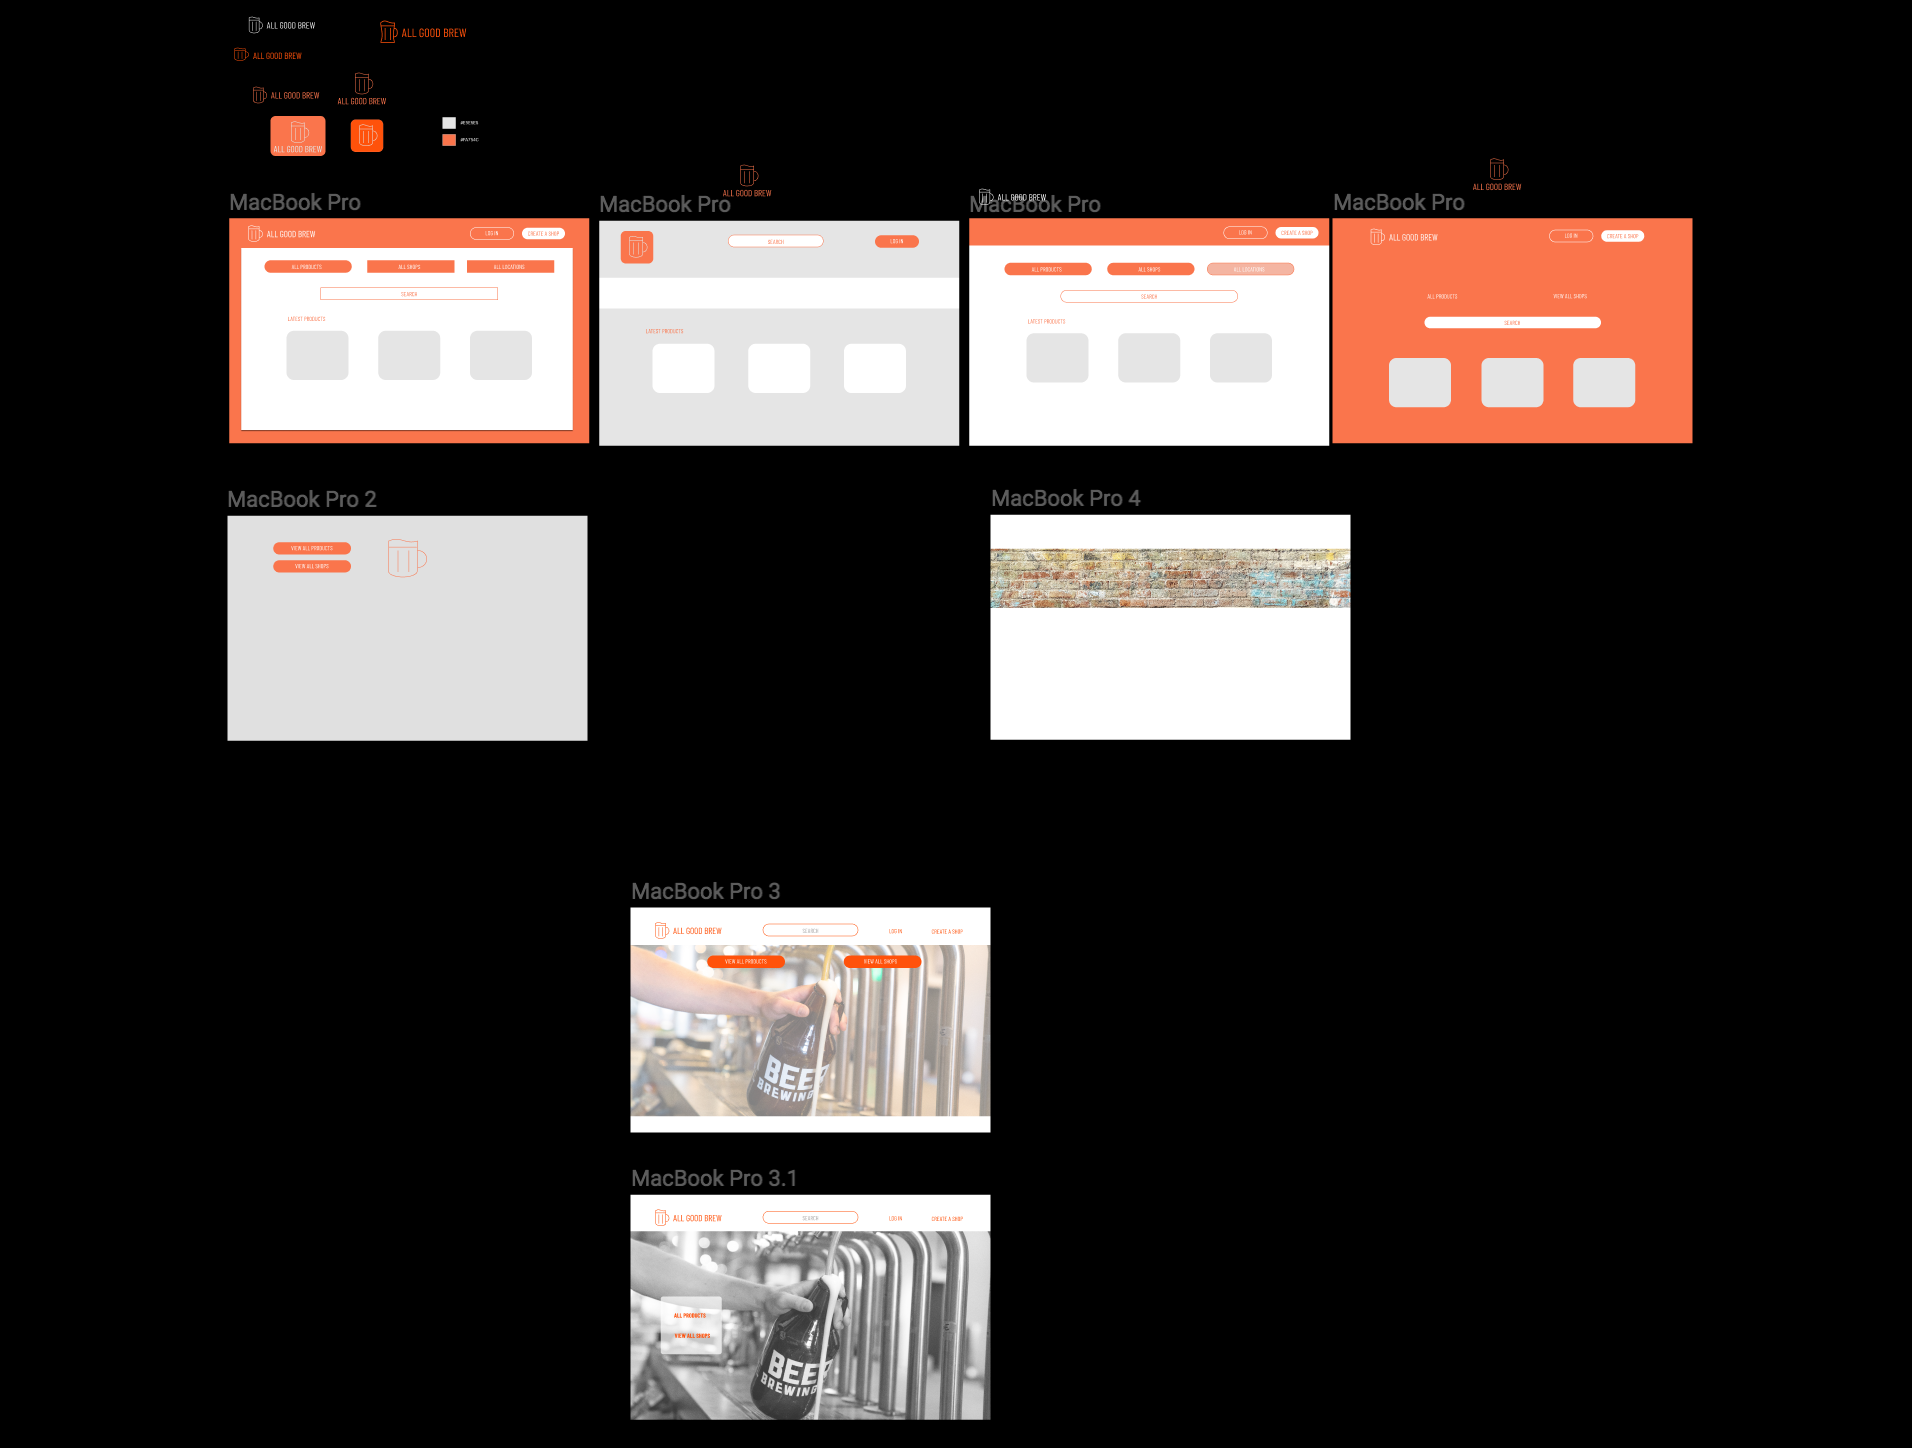 ALL GOOD BREW
ALL GOOD BREW
ALL GOOD BREW
ALL GOOD BREW
ALL GOOD BREW
ALL GOOD BREW
ALL GOOD BREW
ALL GOOD BREW
ALL GOOD BREW
MacBook Pro
MacBook Pro
MacBook Pro
MacBook Pro
ALL GOOD BREW
LOG IN
CREATE A SHOP
ALL PRODUCTS
ALL SHOPS
ALL LOCATIONS
SEARCH
LATEST PRODUCTS
SEARCH
LOG IN
LATEST PRODUCTS
LOG IN
CREATE A SHOP
ALL PRODUCTS
ALL SHOPS
ALL LOCATIONS
SEARCH
LATEST PRODUCTS
ALL GOOD BREW
LOG IN
CREATE A SHOP
ALL PRODUCTS
VIEW ALL SHOPS
SEARCH
MacBook Pro 2
VIEW ALL PRODUCTS
VIEW ALL SHOPS
MacBook Pro 4
MacBook Pro 3
ALL GOOD BREW
SEARCH
LOG IN
CREATE A SHOP
VIEW ALL PRODUCTS
VIEW ALL SHOPS
BEER
BREWING
MacBook Pro 3.1
ALL GOOD BREW
SEARCH
LOG IN
CREATE A SHOP
ALL PRODUCTS
VIEW ALL SHOPS
BEER
BREWING